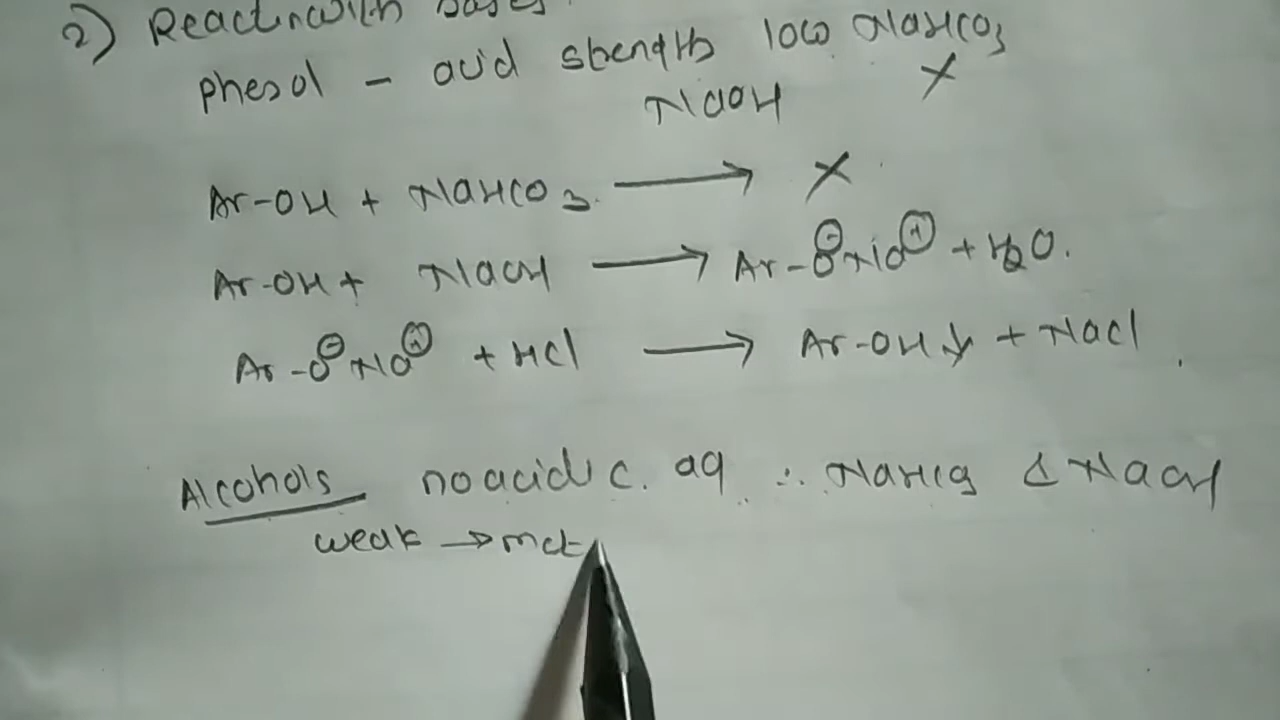 2) Reactn with bases
phenol - acid strength low NaHCO3
NaOH X
Ar-OH + NaHCO3 ⟶ X
Ar-OH + NaOH ⟶ Ar-O⊖Na⊕ + H2O.
Ar-O⊖Na⊕ + HCl ⟶ Ar-OH↓ + NaCl
Alcohols no acidic. aq ∴ NaHCO3 & NaOH
weak → met